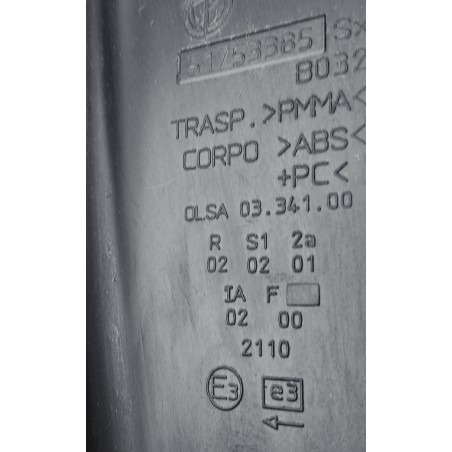 51753385 Sx
B032
TRASP. >PMMA<
CORPO >ABS<
+PC<
OLSA 03.341.00
R S1 2a
02 02 01
IA F
02 00
2110
E3 e3
←